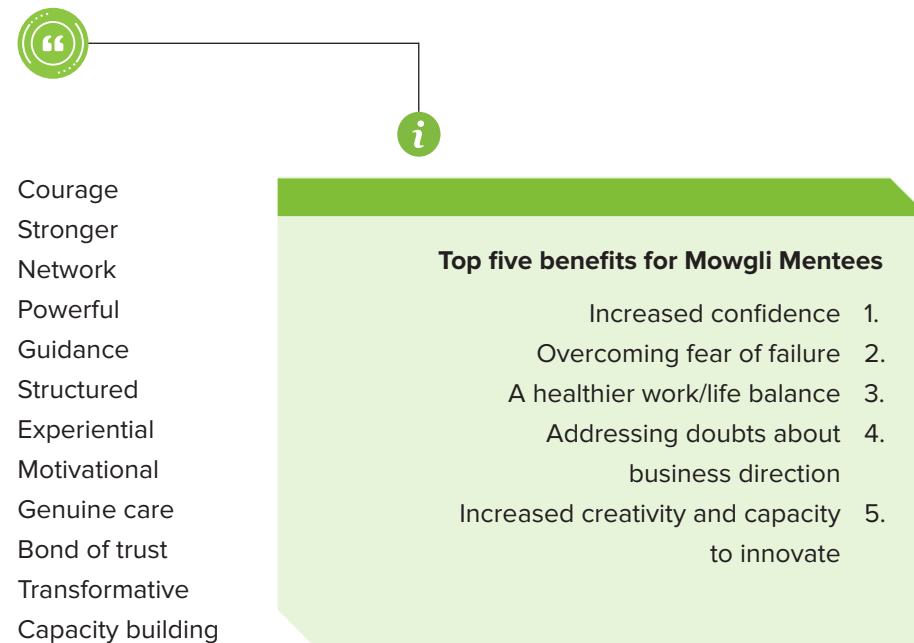 Courage
Stronger
Network
Powerful
Guidance
Structured
Experiential
Motivational
Genuine care
Bond of trust
Transformative
Capacity building
Top five benefits for Mowgli Mentees
Increased confidence 1.
Overcoming fear of failure 2.
A healthier work/life balance 3.
Addressing doubts about 4.
business direction
Increased creativity and capacity 5.
to innovate